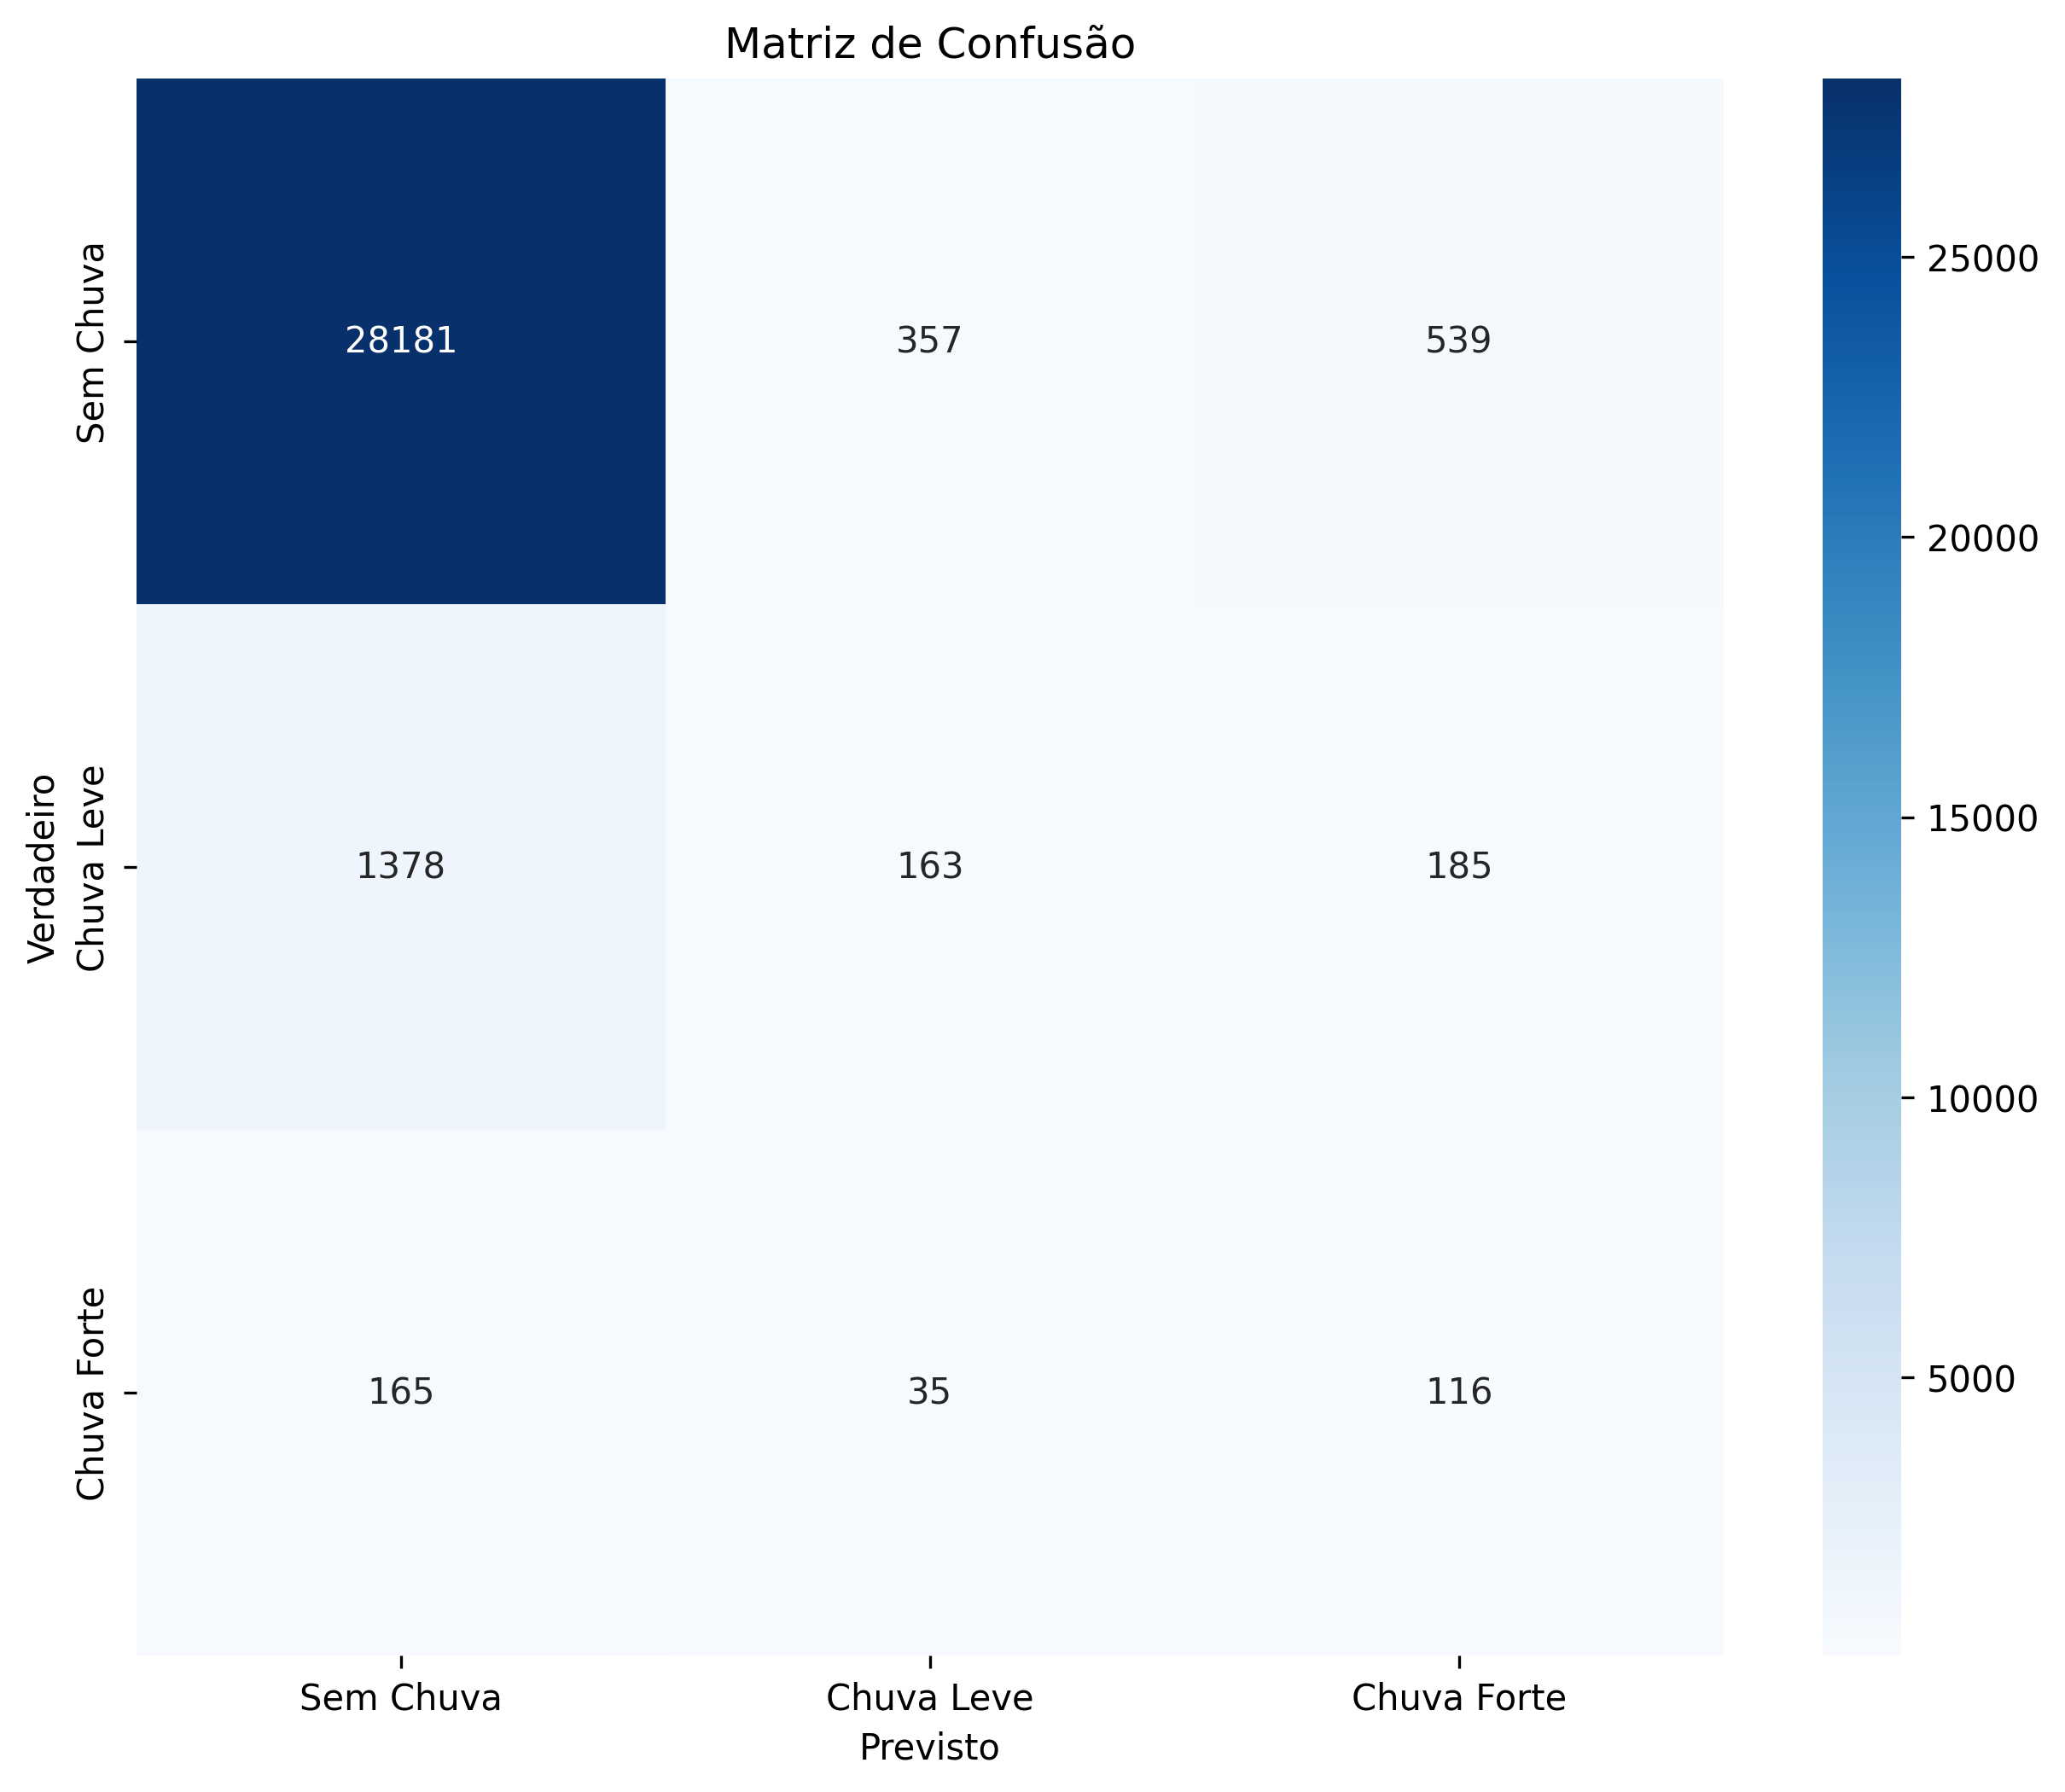 Matriz de Confusão
Verdadeiro
Sem Chuva
28181 357 539
Chuva Leve
1378 163 185
Chuva Forte
165 35 116
Sem Chuva Chuva Leve Chuva Forte
Previsto
25000
20000
15000
10000
5000